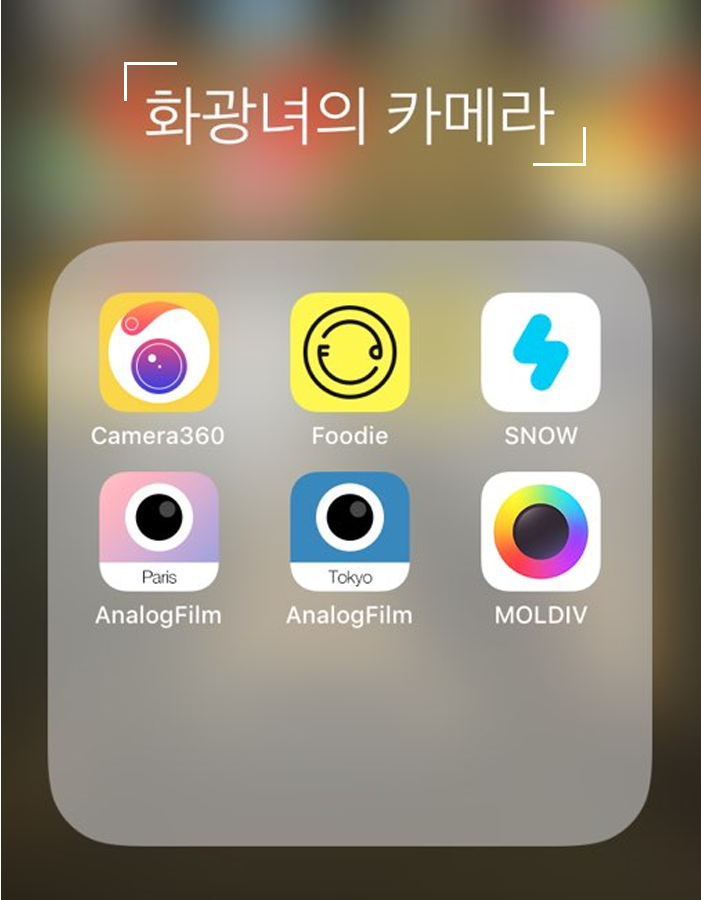 「화광녀의 카메라」
Camera360
Foodie
SNOW
F d
Paris
Tokyo
AnalogFilm
AnalogFilm
MOLDIV